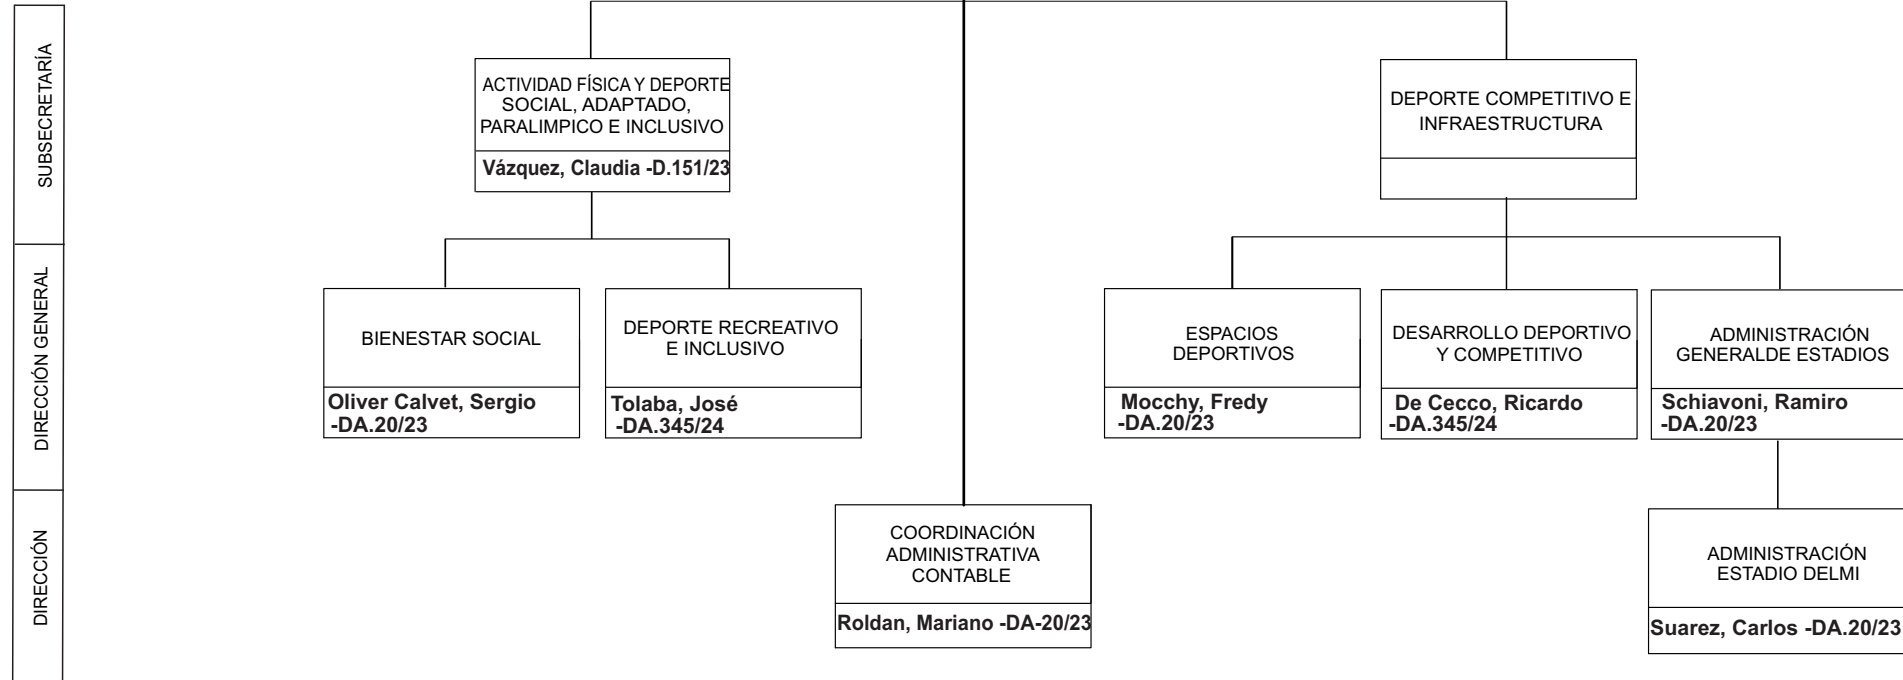 SUBSECRETARÍA
ACTIVIDAD FÍSICA Y DEPORTE
SOCIAL, ADAPTADO,
PARALIMPICO E INCLUSIVO
Vázquez, Claudia -D.151/23
DEPORTE COMPETITIVO E
INFRAESTRUCTURA
DIRECCIÓN GENERAL
BIENESTAR SOCIAL
Oliver Calvet, Sergio
-DA.20/23
DEPORTE RECREATIVO
E INCLUSIVO
Tolaba, José
-DA.345/24
ESPACIOS
DEPORTIVOS
Mocchy, Fredy
-DA.20/23
DESARROLLO DEPORTIVO
Y COMPETITIVO
De Cecco, Ricardo
-DA.345/24
ADMINISTRACIÓN
GENERALDE ESTADIOS
Schiavoni, Ramiro
-DA.20/23
DIRECCIÓN
COORDINACIÓN
ADMINISTRATIVA
CONTABLE
Roldan, Mariano -DA-20/23
ADMINISTRACIÓN
ESTADIO DELMI
Suarez, Carlos -DA.20/23